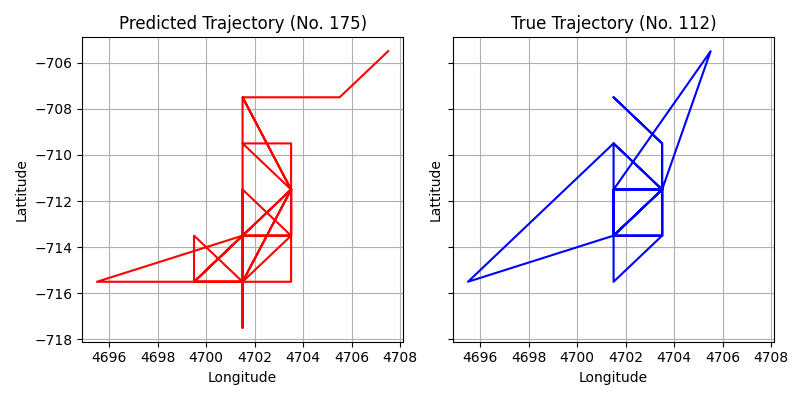 Predicted Trajectory (No. 175)
True Trajectory (No. 112)
Lattitude
−706
−708
−710
−712
−714
−716
−718
4696 4698 4700 4702 4704 4706 4708
Longitude
Lattitude
4696 4698 4700 4702 4704 4706 4708
Longitude